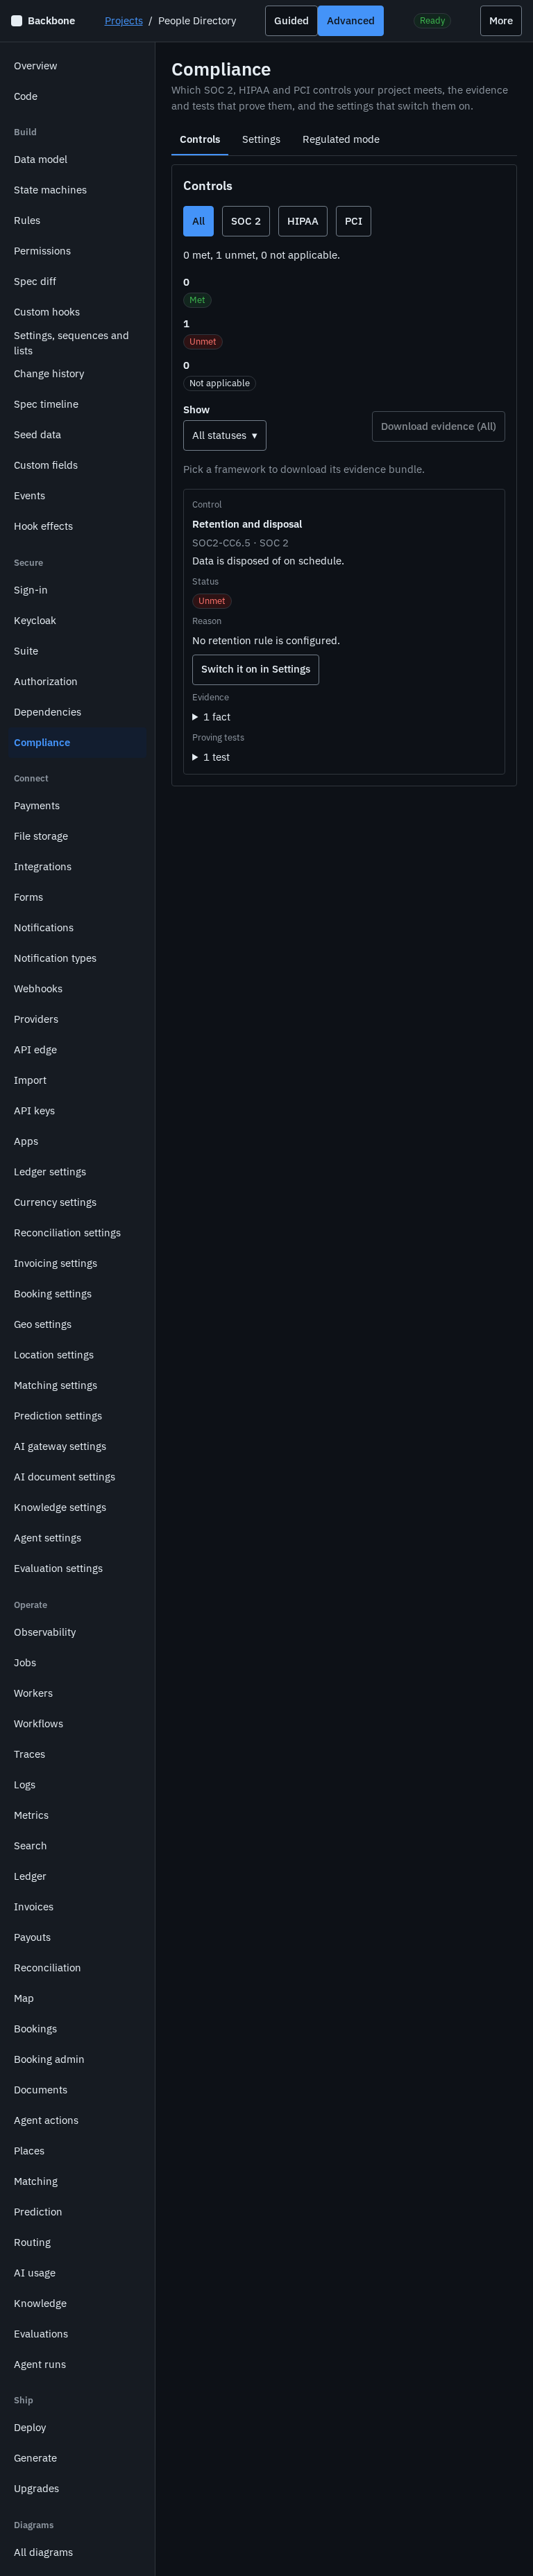 Backbone
Projects / People Directory
Guided
Advanced
Ready
More
Overview
Code
Build
Data model
State machines
Rules
Permissions
Spec diff
Custom hooks
Settings, sequences and
lists
Change history
Spec timeline
Seed data
Custom fields
Events
Hook effects
Secure
Sign-in
Keycloak
Suite
Authorization
Dependencies
Compliance
Connect
Payments
File storage
Integrations
Forms
Notifications
Notification types
Webhooks
Providers
API edge
Import
API keys
Apps
Ledger settings
Currency settings
Reconciliation settings
Invoicing settings
Booking settings
Geo settings
Location settings
Matching settings
Prediction settings
AI gateway settings
AI document settings
Knowledge settings
Agent settings
Evaluation settings
Operate
Observability
Jobs
Workers
Workflows
Traces
Logs
Metrics
Search
Ledger
Invoices
Payouts
Reconciliation
Map
Bookings
Booking admin
Documents
Agent actions
Places
Matching
Prediction
Routing
AI usage
Knowledge
Evaluations
Agent runs
Ship
Deploy
Generate
Upgrades
Diagrams
All diagrams
Compliance
Which SOC 2, HIPAA and PCI controls your project meets, the evidence
and tests that prove them, and the settings that switch them on.
Controls
Settings
Regulated mode
Controls
All
SOC 2
HIPAA
PCI
0 met, 1 unmet, 0 not applicable.
0
Met
1
Unmet
0
Not applicable
Show
All statuses ▾
Download evidence (All)
Pick a framework to download its evidence bundle.
Control
Retention and disposal
SOC2-CC6.5 · SOC 2
Data is disposed of on schedule.
Status
Unmet
Reason
No retention rule is configured.
Switch it on in Settings
Evidence
▶ 1 fact
Proving tests
▶ 1 test